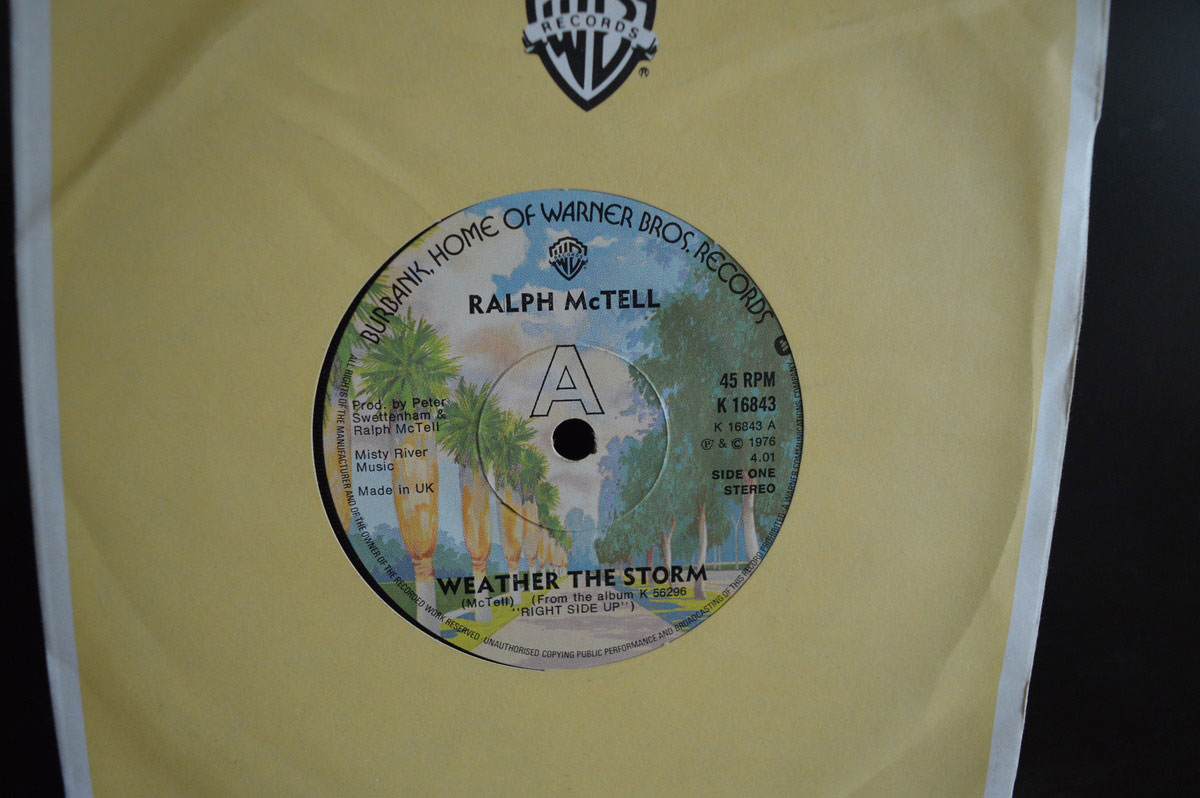 RECORDS
®
BURBANK, HOME OF WARNER BROS. RECORDS
RALPH McTELL
A
Prod. by Peter
Swettenham &
Ralph McTell
Misty River
Music
Made in UK
45 RPM
K 16843
K 16843 A
Ⓟ & © 1976
4.01
SIDE ONE
STEREO
WEATHER THE STORM
(McTell) (From the album K 56296
"RIGHT SIDE UP")
ALL RIGHTS OF THE MANUFACTURER AND OF THE OWNER OF THE RECORDED WORK RESERVED UNAUTHORISED COPYING PUBLIC PERFORMANCE AND BROADCASTING OF THIS RECORD PROHIBITED. A WARNER COMMUNICATIONS COMPANY